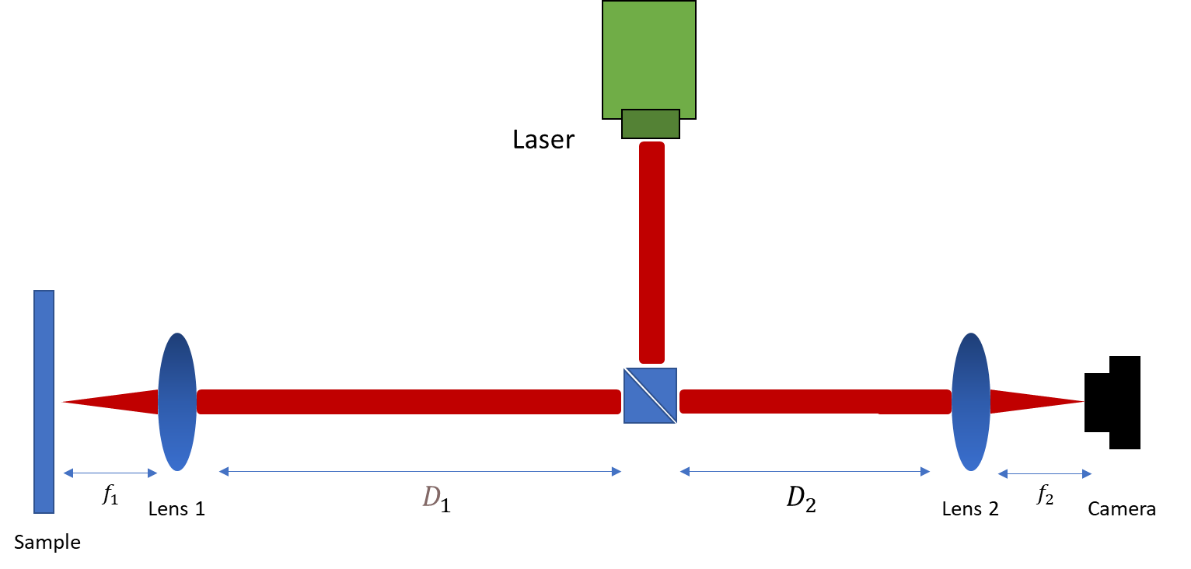 Laser
f₁
D₁
D₂
f₂
Lens 1
Lens 2
Camera
Sample